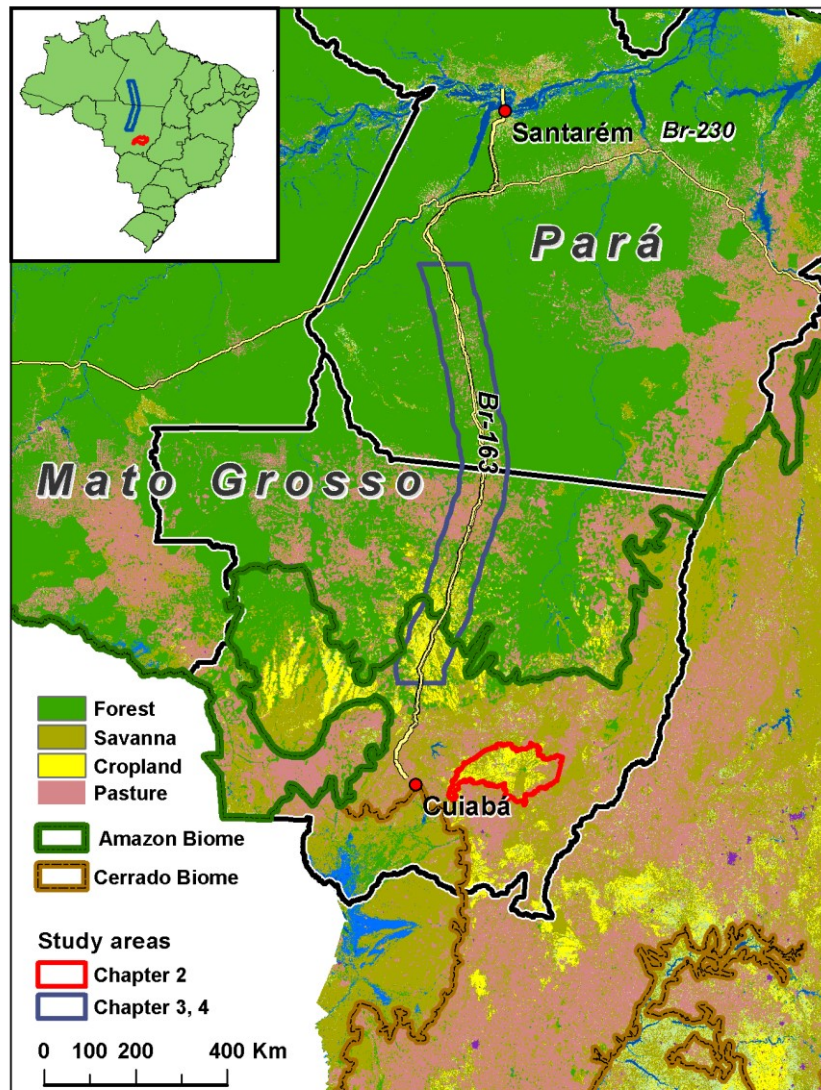 Santarém
Br-230
Pará
Br-163
Mato Grosso
Cuiabá
Forest
Savanna
Cropland
Pasture
Amazon Biome
Cerrado Biome
Study areas
Chapter 2
Chapter 3, 4
0 100 200 400 Km